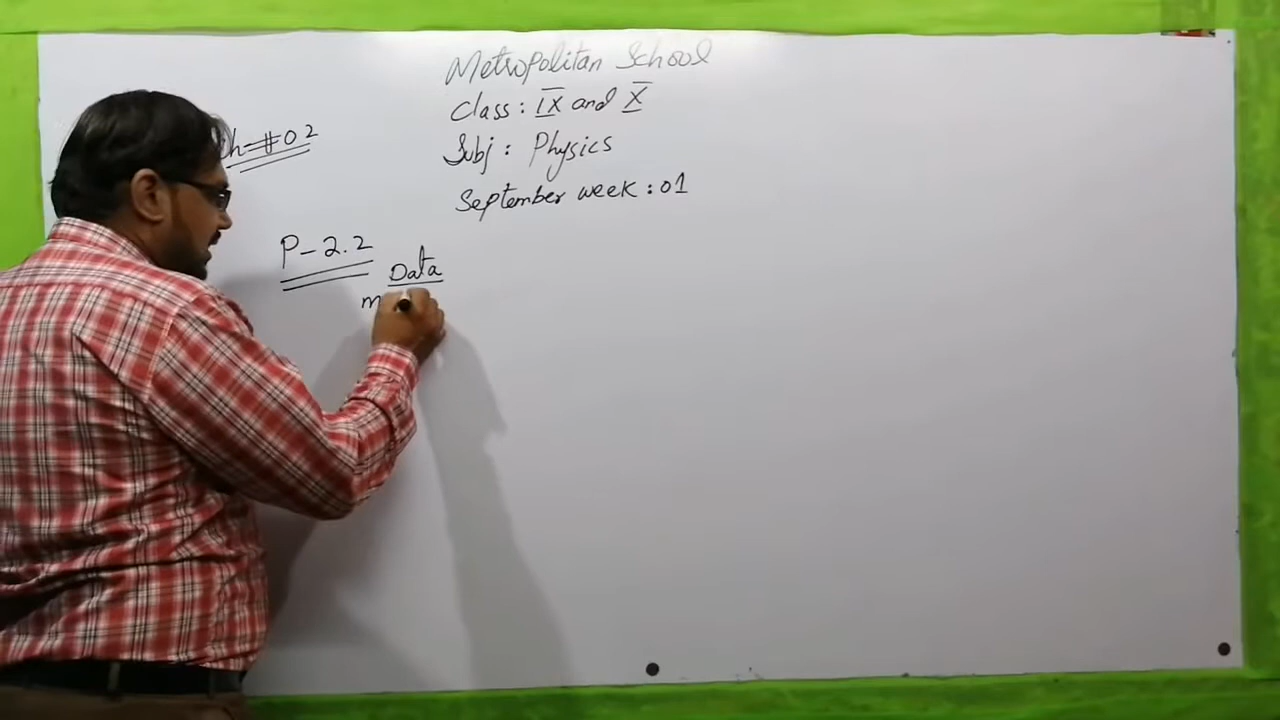 Metropolitan School
Class: IX and X
Subj: Physics
September week: 01
Ch-#02
P-2.2
Data
m